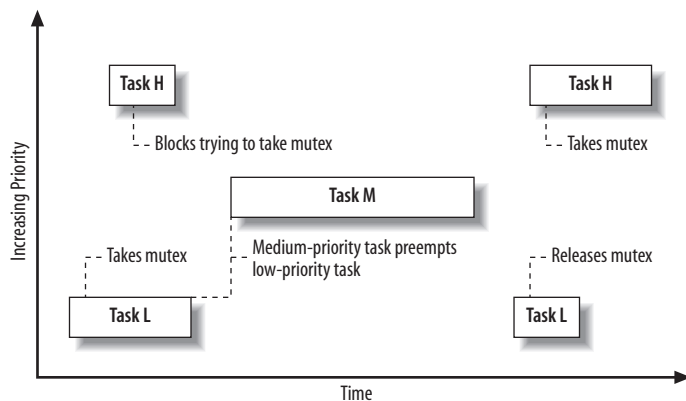 Task H
Task H
Blocks trying to take mutex
Takes mutex
Increasing Priority
Task M
Takes mutex
Medium-priority task preempts
low-priority task
Releases mutex
Task L
Task L
Time